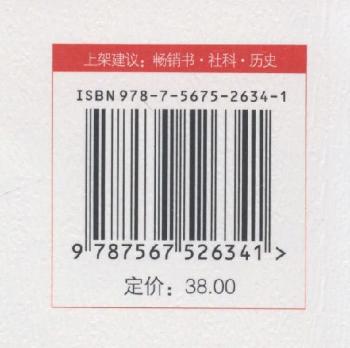 上架建议：畅销书·社科·历史
ISBN 978-7-5675-2634-1
9 787567 526341 >
定价：38.00